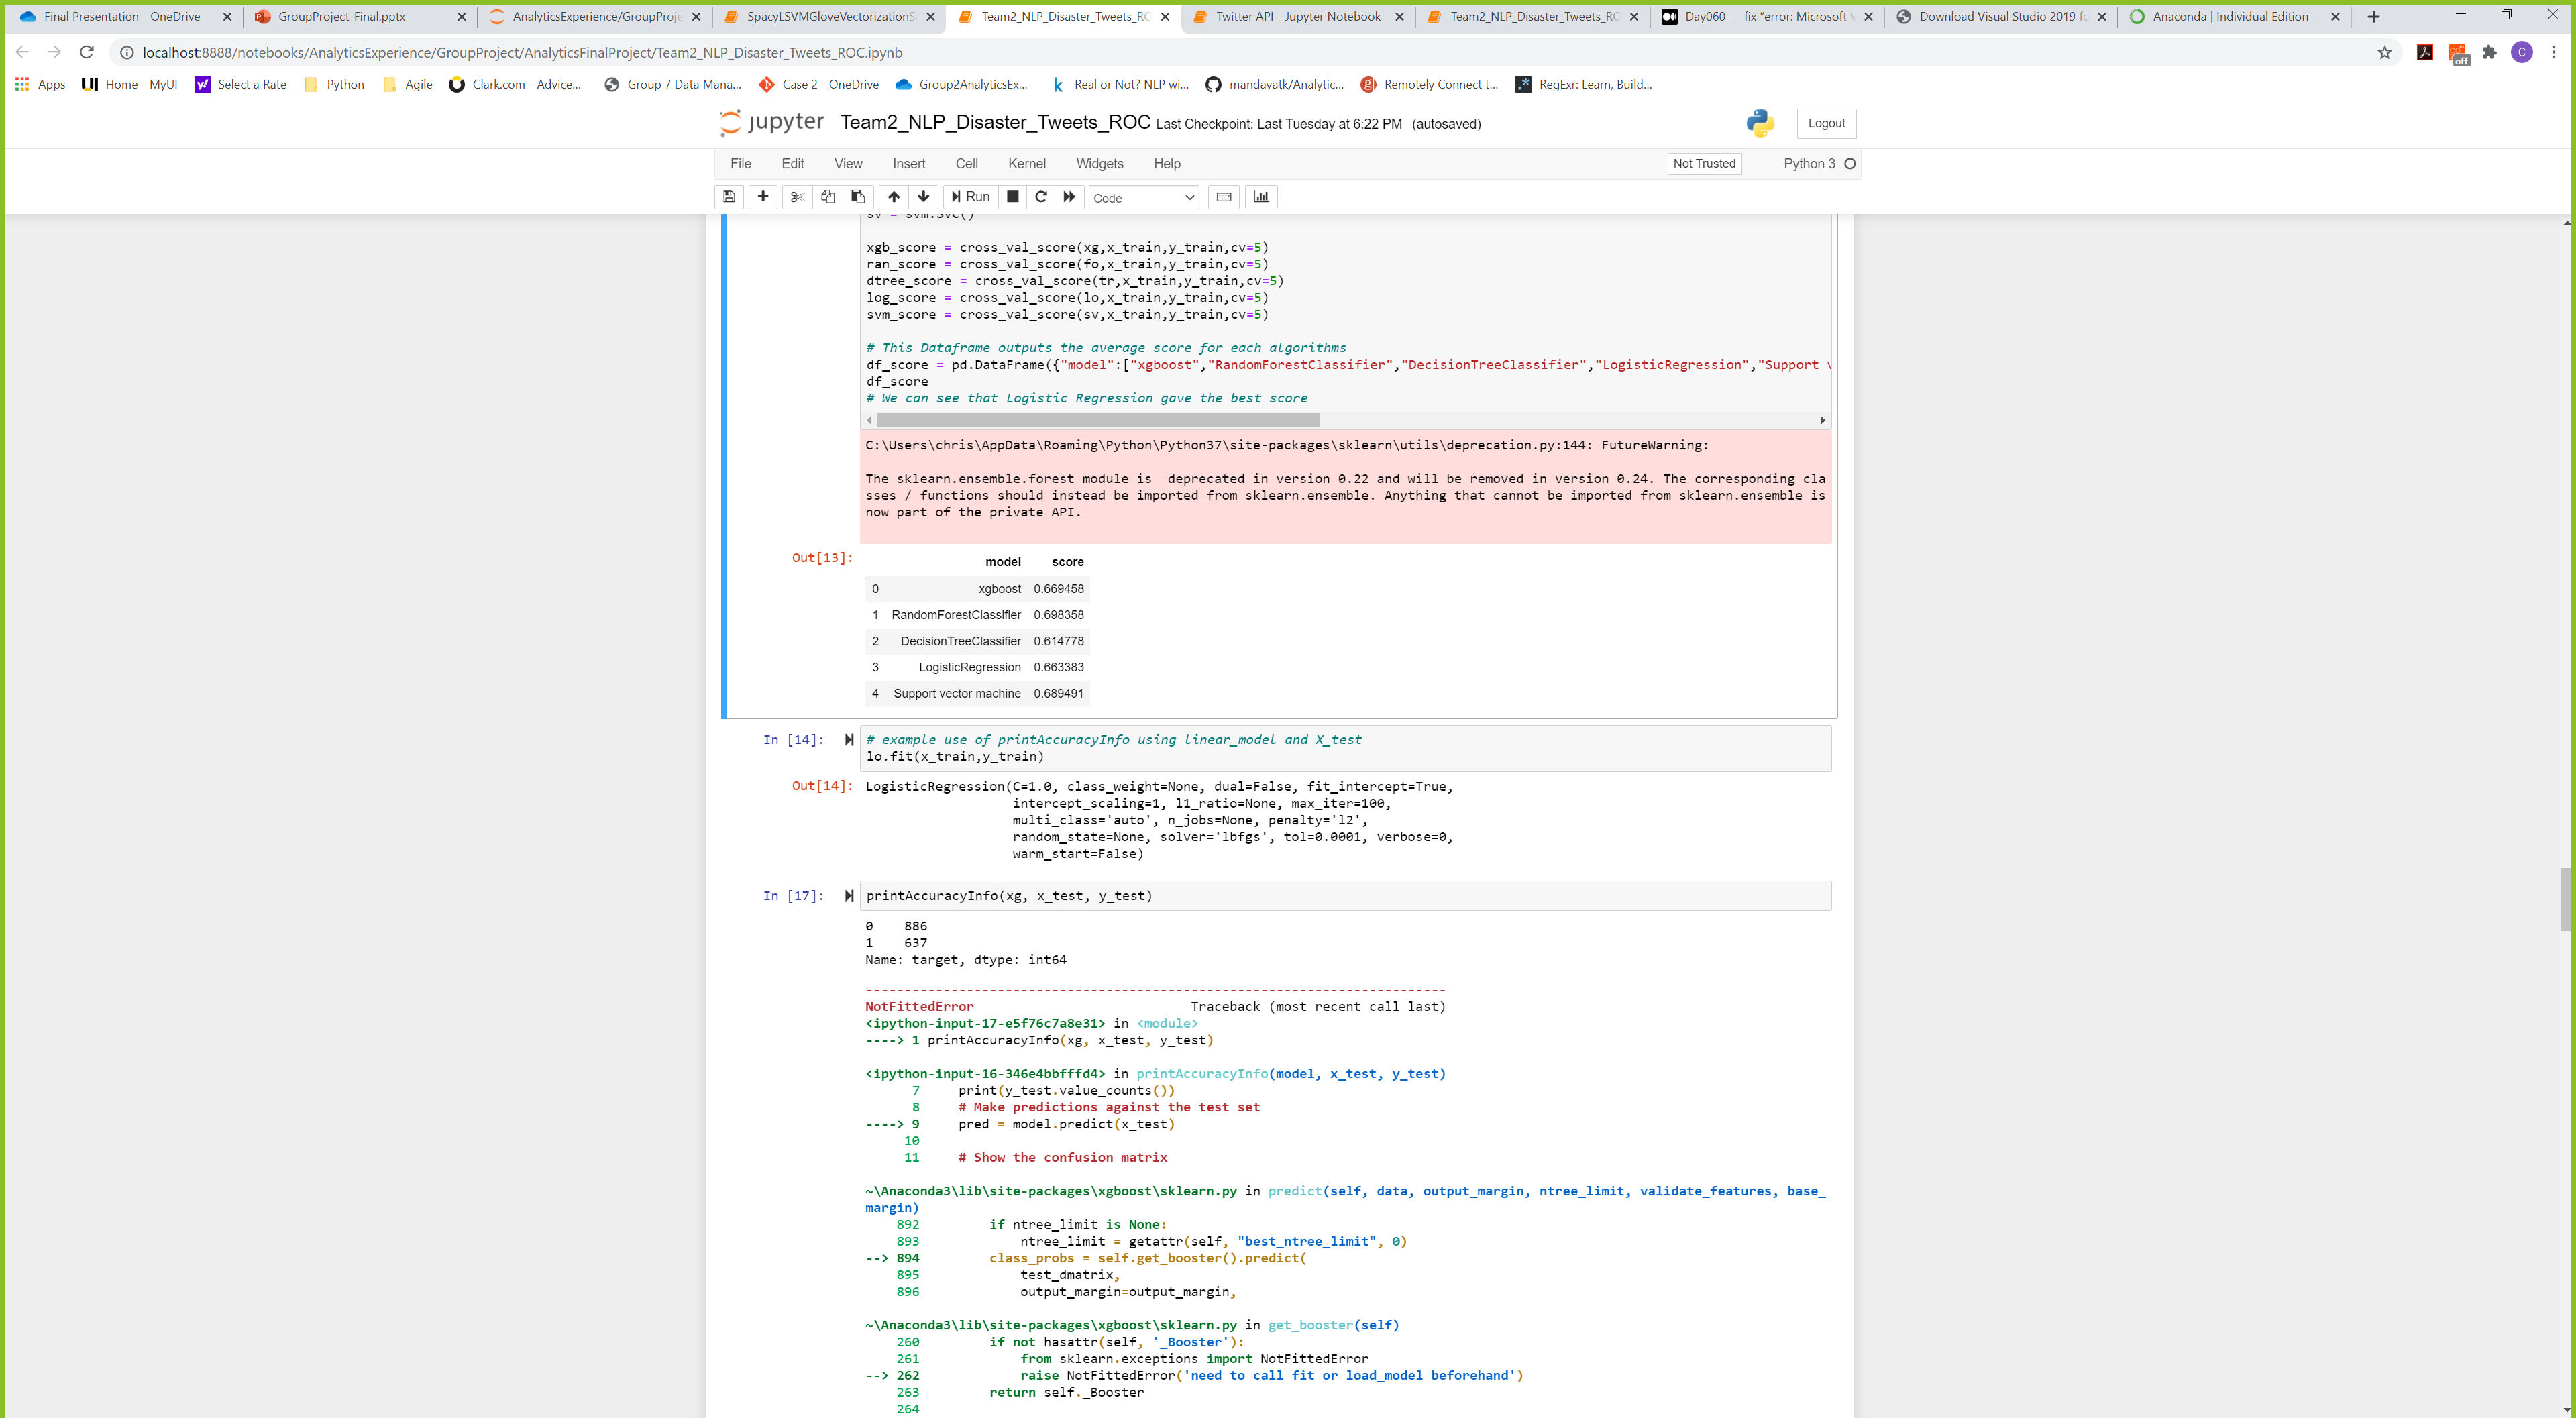 Final Presentation - OneDrive
GroupProject-Final.pptx
AnalyticsExperience/GroupProje
SpacyLSVMGloveVectorizationS
Team2_NLP_Disaster_Tweets_RO
Twitter API - Jupyter Notebook
Team2_NLP_Disaster_Tweets_RO
Day060 — fix "error: Microsoft V
Download Visual Studio 2019 fo
Anaconda | Individual Edition
localhost:8888/notebooks/AnalyticsExperience/GroupProject/AnalyticsFinalProject/Team2_NLP_Disaster_Tweets_ROC.ipynb
off
C
Apps
Home - MyUI
Select a Rate
Python
Agile
Clark.com - Advice...
Group 7 Data Mana...
Case 2 - OneDrive
Group2AnalyticsEx...
Real or Not? NLP wi...
mandavatk/Analytic...
Remotely Connect t...
RegExr: Learn, Build...
jupyter Team2_NLP_Disaster_Tweets_ROC Last Checkpoint: Last Tuesday at 6:22 PM (autosaved)
Logout
File Edit View Insert Cell Kernel Widgets Help
Not Trusted
Python 3
Run
Code
sv = svm.SVC()
xgb_score = cross_val_score(xg,x_train,y_train,cv=5)
ran_score = cross_val_score(fo,x_train,y_train,cv=5)
dtree_score = cross_val_score(tr,x_train,y_train,cv=5)
log_score = cross_val_score(lo,x_train,y_train,cv=5)
svm_score = cross_val_score(sv,x_train,y_train,cv=5)
# This Dataframe outputs the average score for each algorithms
df_score = pd.DataFrame({"model":["xgboost","RandomForestClassifier","DecisionTreeClassifier","LogisticRegression","Support v
df_score
# We can see that Logistic Regression gave the best score
C:\Users\chris\AppData\Roaming\Python\Python37\site-packages\sklearn\utils\deprecation.py:144: FutureWarning:
The sklearn.ensemble.forest module is  deprecated in version 0.22 and will be removed in version 0.24. The corresponding cla
sses / functions should instead be imported from sklearn.ensemble. Anything that cannot be imported from sklearn.ensemble is
now part of the private API.
Out[13]:
model score
0 xgboost 0.669458
1 RandomForestClassifier 0.698358
2 DecisionTreeClassifier 0.614778
3 LogisticRegression 0.663383
4 Support vector machine 0.689491
In [14]: # example use of printAccuracyInfo using linear_model and X_test
lo.fit(x_train,y_train)
Out[14]: LogisticRegression(C=1.0, class_weight=None, dual=False, fit_intercept=True,
intercept_scaling=1, l1_ratio=None, max_iter=100,
multi_class='auto', n_jobs=None, penalty='l2',
random_state=None, solver='lbfgs', tol=0.0001, verbose=0,
warm_start=False)
In [17]: printAccuracyInfo(xg, x_test, y_test)
0    886
1    637
Name: target, dtype: int64
---------------------------------------------------------------------------
NotFittedError                            Traceback (most recent call last)
<ipython-input-17-e5f76c7a8e31> in <module>
----> 1 printAccuracyInfo(xg, x_test, y_test)
<ipython-input-16-346e4bbfffd4> in printAccuracyInfo(model, x_test, y_test)
7     print(y_test.value_counts())
8     # Make predictions against the test set
----> 9     pred = model.predict(x_test)
10
11     # Show the confusion matrix
~\Anaconda3\lib\site-packages\xgboost\sklearn.py in predict(self, data, output_margin, ntree_limit, validate_features, base_
margin)
892         if ntree_limit is None:
893             ntree_limit = getattr(self, "best_ntree_limit", 0)
--> 894         class_probs = self.get_booster().predict(
895             test_dmatrix,
896             output_margin=output_margin,
~\Anaconda3\lib\site-packages\xgboost\sklearn.py in get_booster(self)
260         if not hasattr(self, '_Booster'):
261             from sklearn.exceptions import NotFittedError
--> 262             raise NotFittedError('need to call fit or load_model beforehand')
263         return self._Booster
264